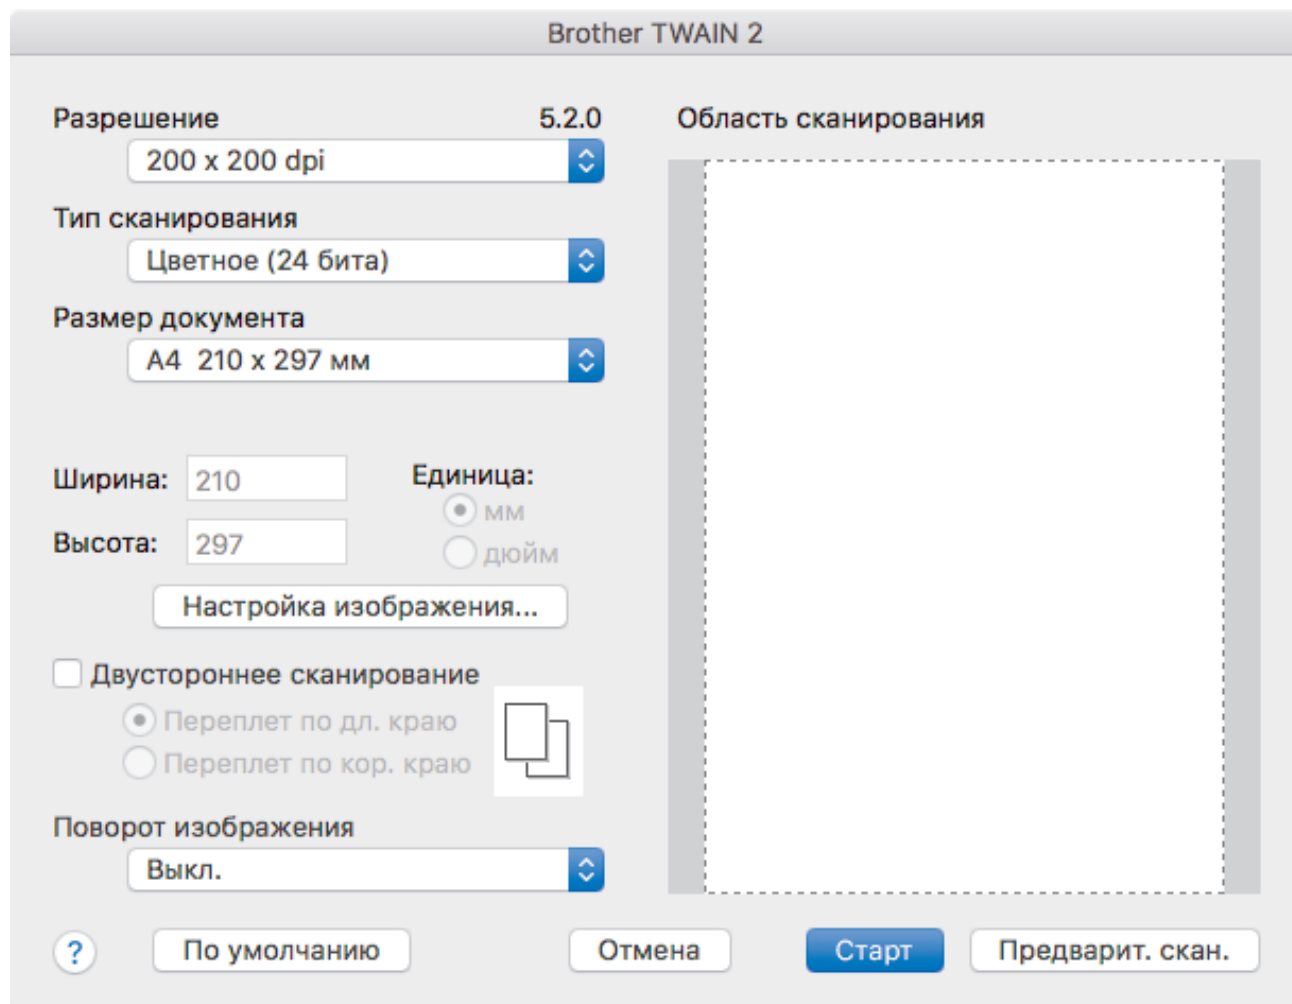 Brother TWAIN 2
Разрешение 5.2.0
200 x 200 dpi
Тип сканирования
Цветное (24 бита)
Размер документа
A4 210 x 297 мм
Ширина: 210
Высота: 297
Единица:
мм
дюйм
Настройка изображения...
Двустороннее сканирование
Переплет по дл. краю
Переплет по кор. краю
Поворот изображения
Выкл.
Область сканирования
?
По умолчанию
Отмена
Старт
Предварит. скан.